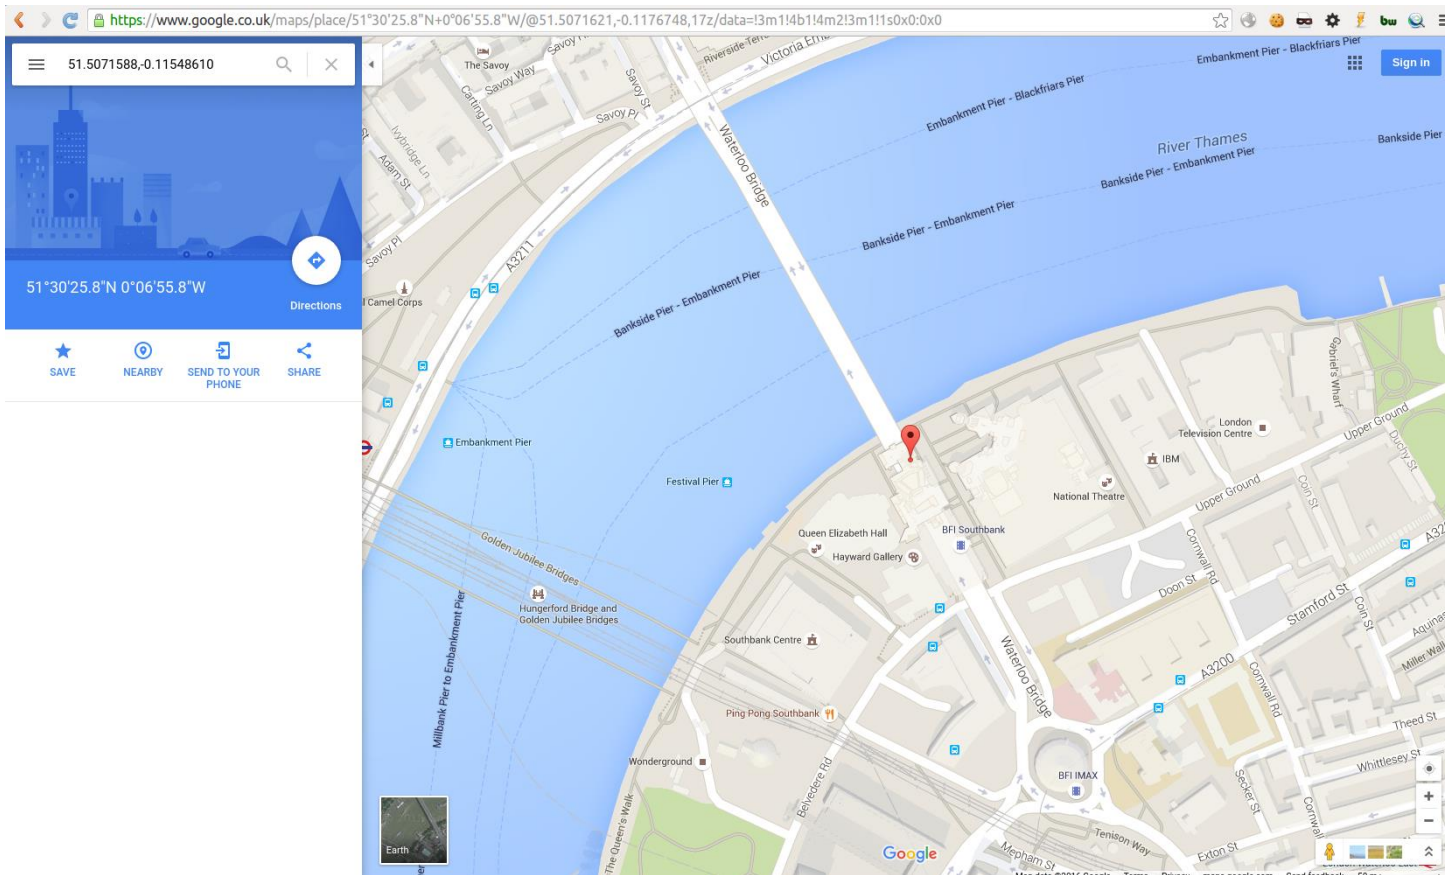 https://www.google.co.uk/maps/place/51°30'25.8"N+0°06'55.8"W/@51.5071621,-0.1176748,17z/data=!3m1!4b1!4m2!3m1!1s0x0:0x0
bw
51.5071588,-0.11548610
51°30'25.8"N 0°06'55.8"W
Directions
SAVE
NEARBY
SEND TO YOUR
PHONE
SHARE
Sign in
The Savoy
Savoy Way
Carting Ln
Savoy St
Savoy Pl
Ivybridge Ln
Adam St
Savoy Pl
A3211
Camel Corps
Waterloo Bridge
Embankment Pier - Blackfriars Pier
Embankment Pier - Blackfriars Pier
River Thames
Bankside Pier
Bankside Pier - Embankment Pier
Bankside Pier - Embankment Pier
Bankside Pier - Embankment Pier
Embankment Pier
Festival Pier
Golden Jubilee Bridges
Hungerford Bridge and
Golden Jubilee Bridges
Millbank Pier to Embankment Pier
Gabriel's Wharf
London
Television Centre
IBM
Upper Ground
Duchy St
National Theatre
Upper Ground
Coin St
Queen Elizabeth Hall
Hayward Gallery
BFI Southbank
Cornwall Rd
Doon St
Stamford St
Coin St
Southbank Centre
Waterloo Bridge
A3200
Cornwall Rd
Miller
Ping Pong Southbank
Theed St
Whittlesey St
Wonderground
Belvedere Rd
BFI IMAX
Secker St
The Queen's Walk
Tenison Way
Exton St
Mepham St
Earth
Google